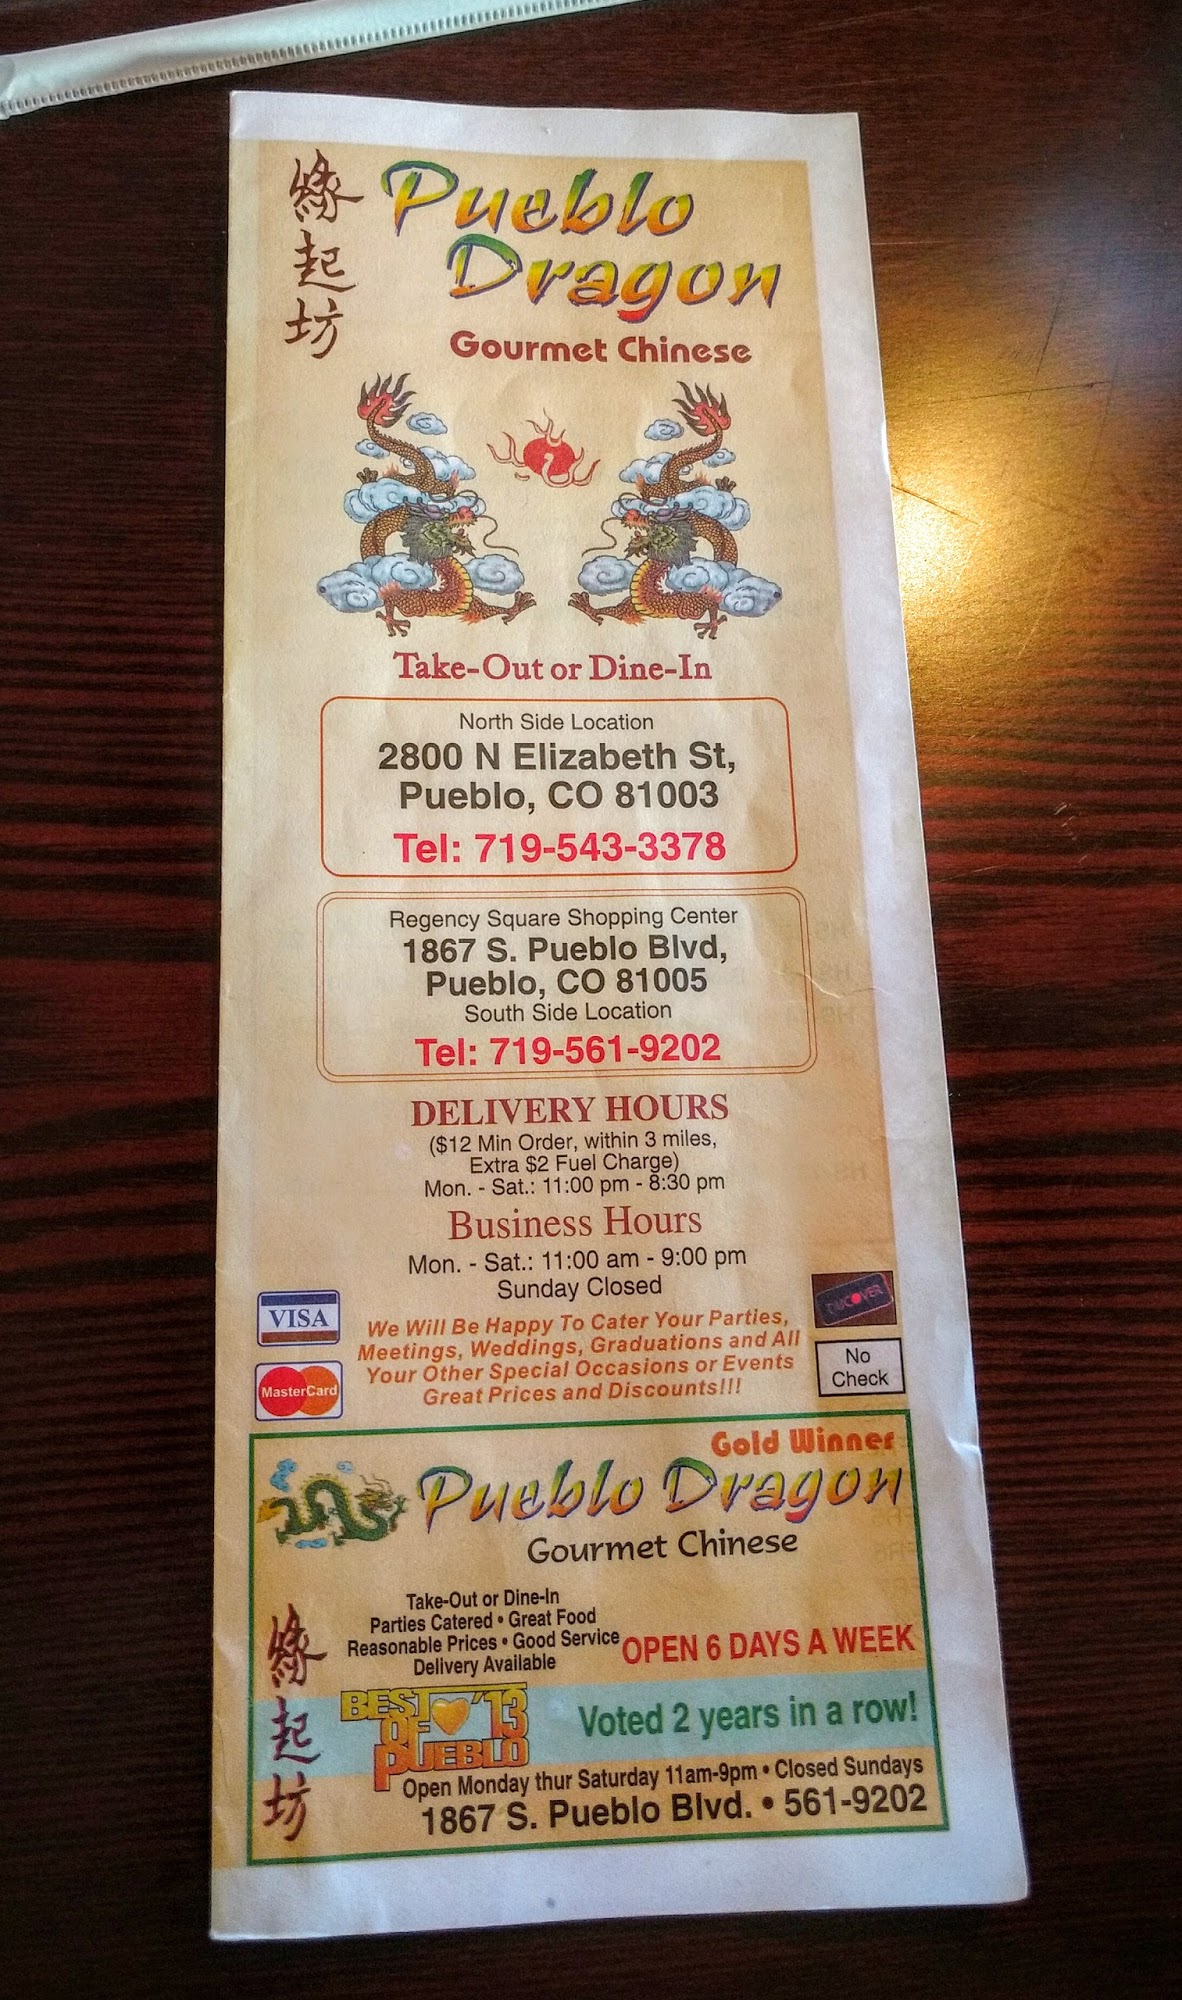 緣起坊
Pueblo
Dragon
Gourmet Chinese
Take-Out or Dine-In
North Side Location
2800 N Elizabeth St,
Pueblo, CO 81003
Tel: 719-543-3378
Regency Square Shopping Center
1867 S. Pueblo Blvd,
Pueblo, CO 81005
South Side Location
Tel: 719-561-9202
DELIVERY HOURS
($12 Min Order, within 3 miles,
Extra $2 Fuel Charge)
Mon. - Sat.: 11:00 pm - 8:30 pm
Business Hours
Mon. - Sat.: 11:00 am - 9:00 pm
Sunday Closed
VISA
MasterCard
We Will Be Happy To Cater Your Parties,
Meetings, Weddings, Graduations and All
Your Other Special Occasions or Events
Great Prices and Discounts!!!
DISCOVER
No
Check
Gold Winner
Pueblo Dragon
Gourmet Chinese
緣起坊
Take-Out or Dine-In
Parties Catered • Great Food
Reasonable Prices • Good Service
Delivery Available
OPEN 6 DAYS A WEEK
BEST
OF '13
PUEBLO
Voted 2 years in a row!
Open Monday thur Saturday 11am-9pm • Closed Sundays
1867 S. Pueblo Blvd. • 561-9202